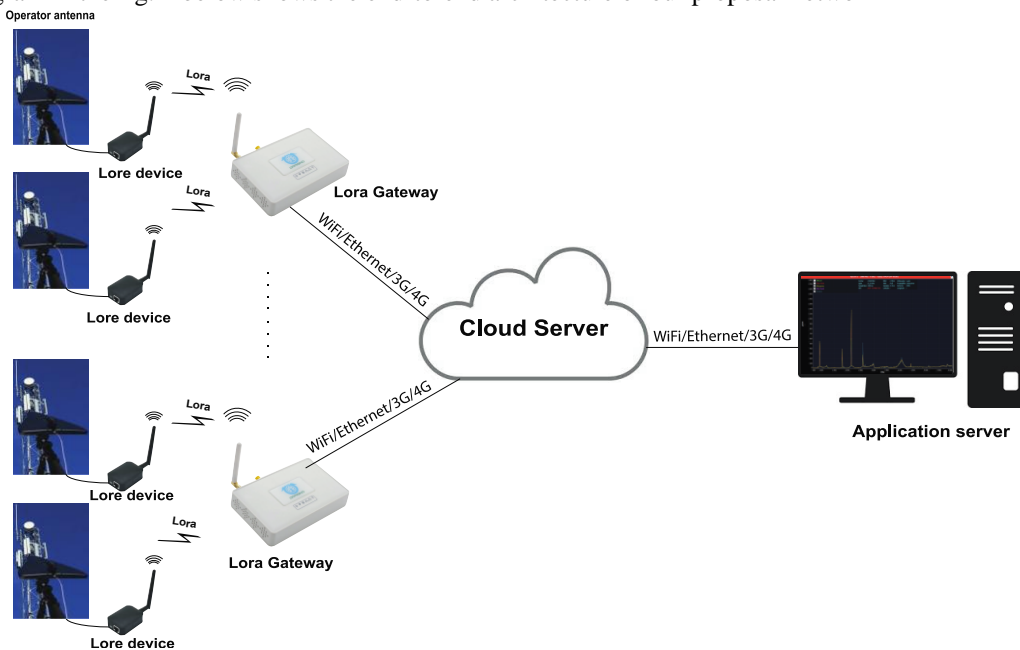 Operator antenna
Lora
Lore device
Lora Gateway
Lora
Lore device
WiFi/Ethernet/3G/4G
Cloud Server
WiFi/Ethernet/3G/4G
Application server
WiFi/Ethernet/3G/4G
Lora
Lore device
Lora Gateway
Lora
Lore device